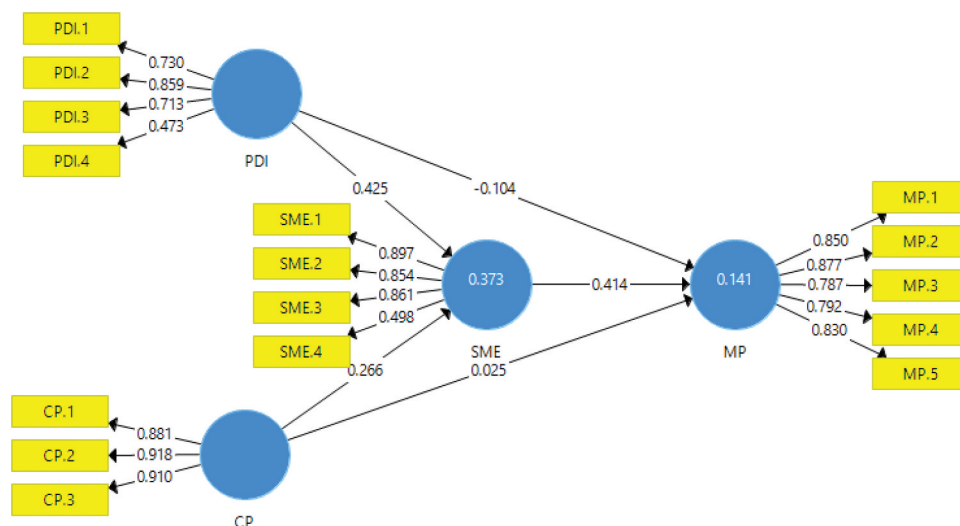 PDI.1
PDI.2
PDI.3
PDI.4
0.730
0.859
0.713
0.473
PDI
0.425
-0.104
SME.1
SME.2
SME.3
SME.4
0.897
0.854
0.861
0.498
0.373
SME
0.414
0.141
MP
MP.1
MP.2
MP.3
MP.4
MP.5
0.850
0.877
0.787
0.792
0.830
0.266
0.025
CP.1
CP.2
CP.3
0.881
0.918
0.910
CP